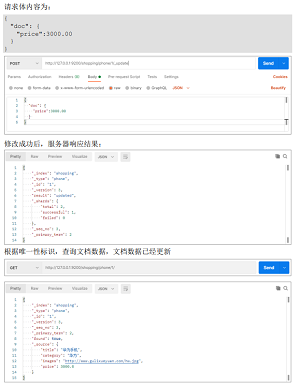 请求体内容为：
{
"doc": {
"price":3000.00
}
}
POST http://127.0.0.1:9200/shopping/phone/1/_update Send
Params Authorization Headers Body Pre-request Script Tests Settings Cookies
none form-data x-www-form-urlencoded raw binary GraphQL JSON Beautify
1 {
2 "doc": {
3 "price":3000.00
4 }
5 }
修改成功后，服务器响应结果：
Pretty Raw Preview Visualize JSON
1 {
2 "_index": "shopping",
3 "_type": "phone",
4 "_id": "1",
5 "_version": 3,
6 "result": "updated",
7 "_shards": {
8 "total": 2,
9 "successful": 1,
10 "failed": 0
11 },
12 "_seq_no": 3,
13 "_primary_term": 2
根据唯一性标识，查询文档数据，文档数据已经更新
GET http://127.0.0.1:9200/shopping/phone/1 Send
Pretty Raw Preview Visualize JSON
1 {
2 "_index": "shopping",
3 "_type": "phone",
4 "_id": "1",
5 "_version": 3,
6 "_seq_no": 3,
7 "_primary_term": 2,
8 "found": true,
9 "_source": {
10 "title": "华为手机",
11 "category": "华为",
12 "images": "http://www.gulixueyuan.com/hw.jpg",
13 "price": 3000.0
14 }